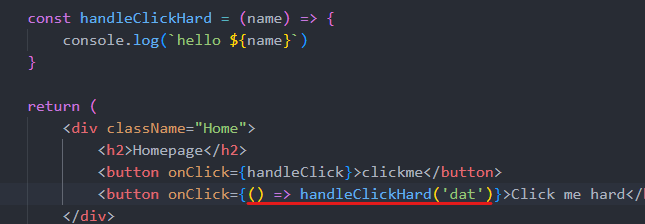 const handleClickHard = (name) => {
console.log(`hello ${name}`)
}
return (
<div className="Home">
<h2>Homepage</h2>
<button onClick={handleClick}>clickme</button>
<button onClick={() => handleClickHard('dat')}>Click me hard</
</div>